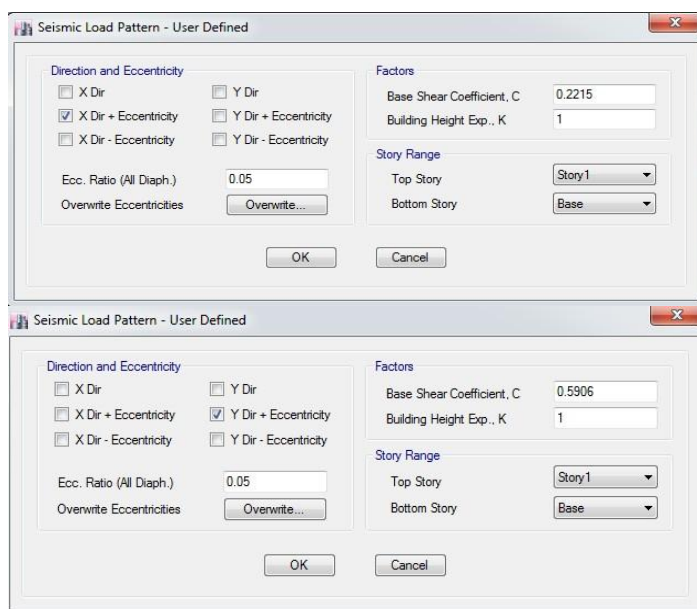 Seismic Load Pattern - User Defined
Direction and Eccentricity
X Dir Y Dir
X Dir + Eccentricity Y Dir + Eccentricity
X Dir - Eccentricity Y Dir - Eccentricity
Ecc. Ratio (All Diaph.) 0.05
Overwrite Eccentricities Overwrite...
Factors
Base Shear Coefficient, C 0.2215
Building Height Exp., K 1
Story Range
Top Story Story1
Bottom Story Base
OK Cancel
Seismic Load Pattern - User Defined
Direction and Eccentricity
X Dir Y Dir
X Dir + Eccentricity Y Dir + Eccentricity
X Dir - Eccentricity Y Dir - Eccentricity
Ecc. Ratio (All Diaph.) 0.05
Overwrite Eccentricities Overwrite...
Factors
Base Shear Coefficient, C 0.5906
Building Height Exp., K 1
Story Range
Top Story Story1
Bottom Story Base
OK Cancel